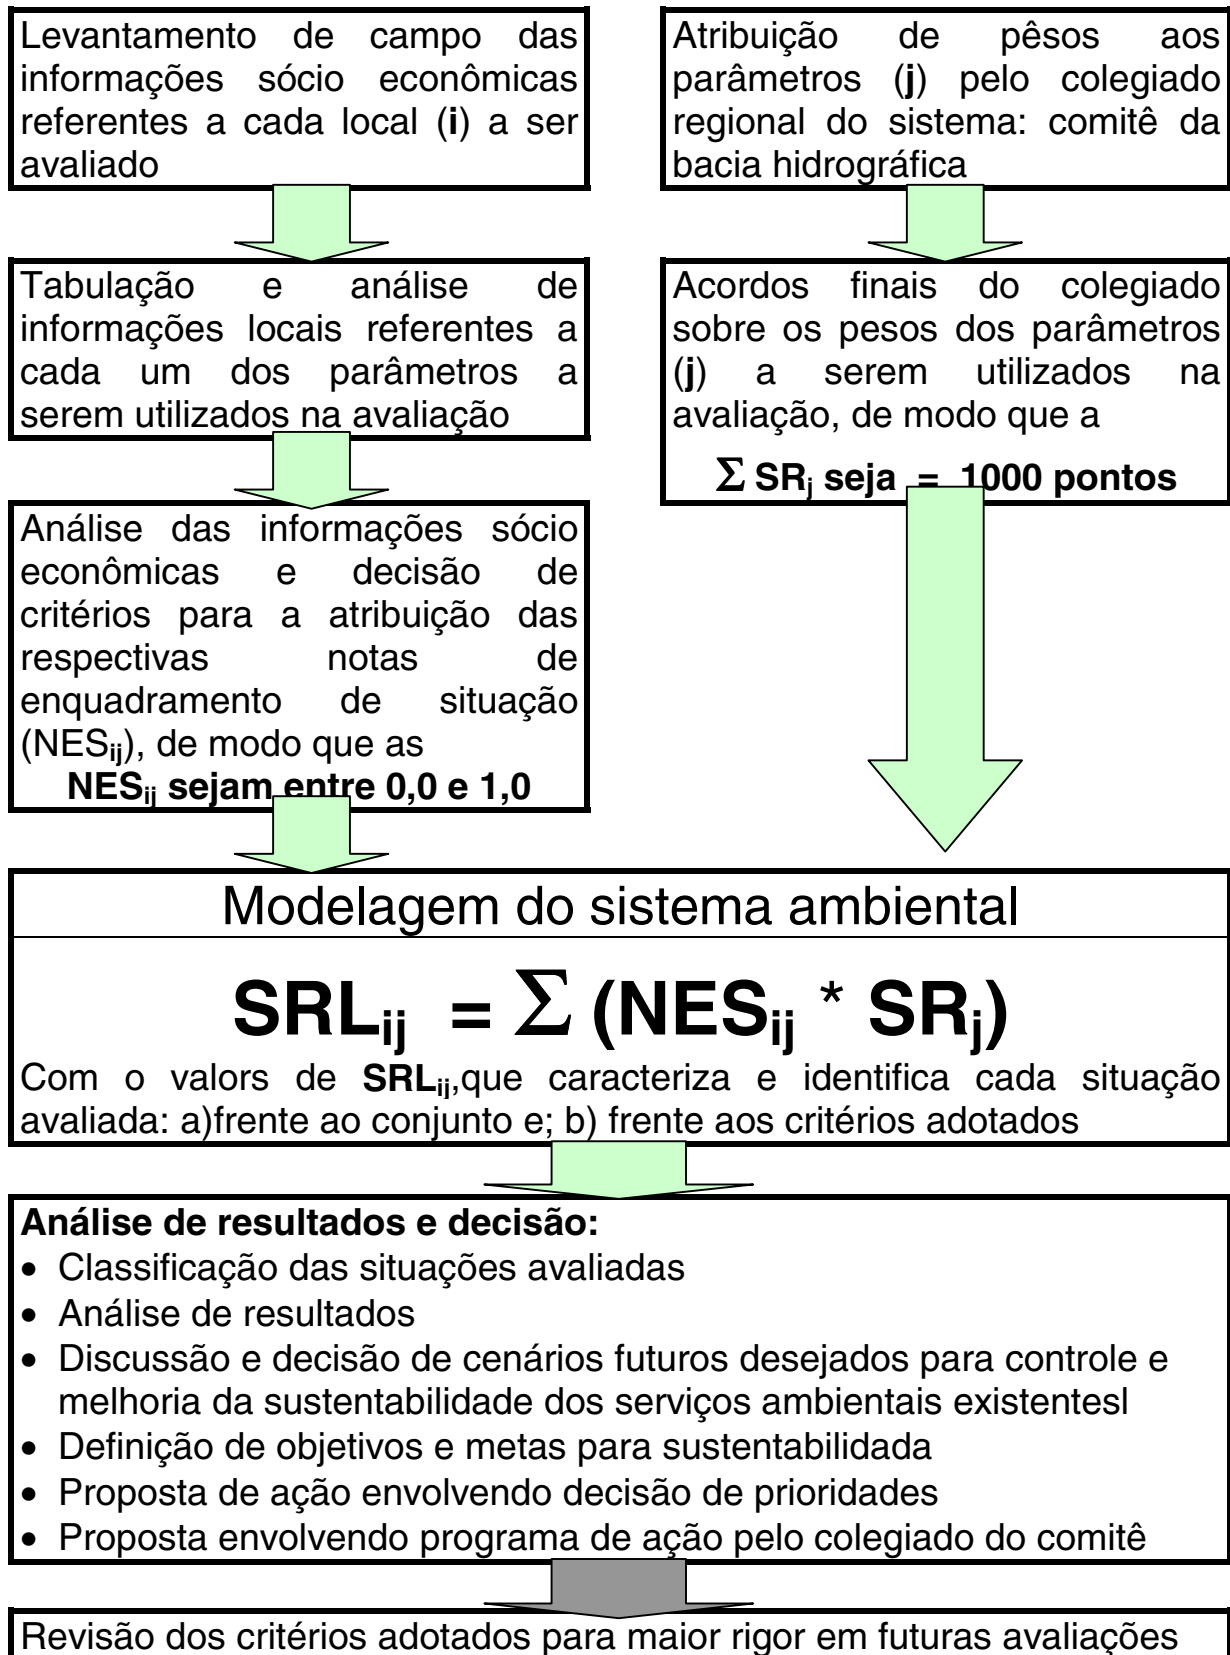 Levantamento de campo das
informações sócio econômicas
referentes a cada local (i) a ser
avaliado
Tabulação e análise de
informações locais referentes a
cada um dos parâmetros a
serem utilizados na avaliação
Análise das informações sócio
econômicas e decisão de
critérios para a atribuição das
respectivas notas de
enquadramento de situação
(NESij), de modo que as
NESij sejam entre 0,0 e 1,0
Atribuição de pêsos aos
parâmetros (j) pelo colegiado
regional do sistema: comitê da
bacia hidrográfica
Acordos finais do colegiado
sobre os pesos dos parâmetros
(j) a serem utilizados na
avaliação, de modo que a
Σ SRj seja = 1000 pontos
Modelagem do sistema ambiental
SRLij = Σ (NESij * SRj)
Com o valors de SRLij,que caracteriza e identifica cada situação
avaliada: a)frente ao conjunto e; b) frente aos critérios adotados
Análise de resultados e decisão:
• Classificação das situações avaliadas
• Análise de resultados
• Discussão e decisão de cenários futuros desejados para controle e
melhoria da sustentabilidade dos serviços ambientais existentesl
• Definição de objetivos e metas para sustentabilidada
• Proposta de ação envolvendo decisão de prioridades
• Proposta envolvendo programa de ação pelo colegiado do comitê
Revisão dos critérios adotados para maior rigor em futuras avaliações